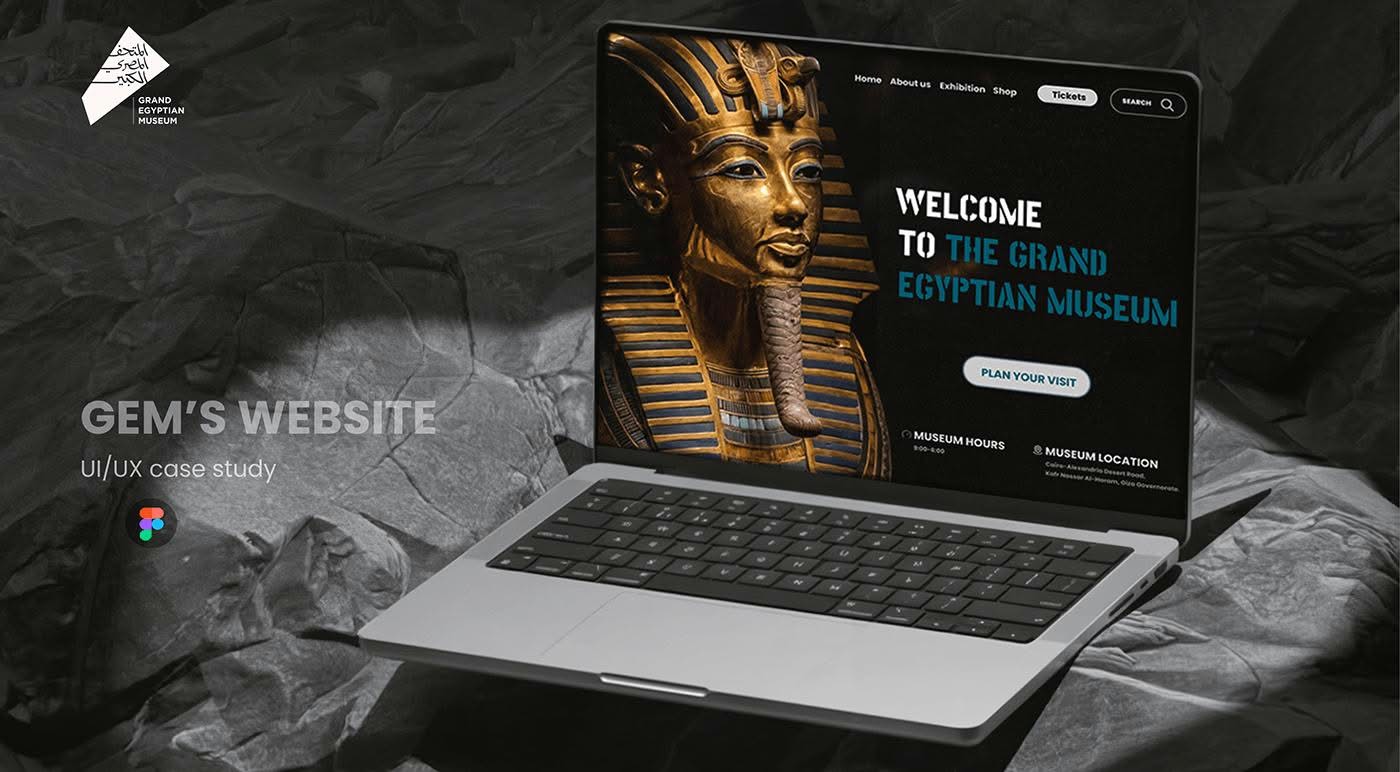 المتحف
المصري
الكبير
GRAND
EGYPTIAN
MUSEUM
GEM’S WEBSITE
UI/UX case study
Home About us Exhibition Shop Tickets SEARCH
WELCOME
TO THE GRAND
EGYPTIAN MUSEUM
PLAN YOUR VISIT
MUSEUM HOURS
9:00-6:00
MUSEUM LOCATION
Cairo-Alexandria Desert Road,
Kafr Nassar Al-Haram, Giza Governorate.